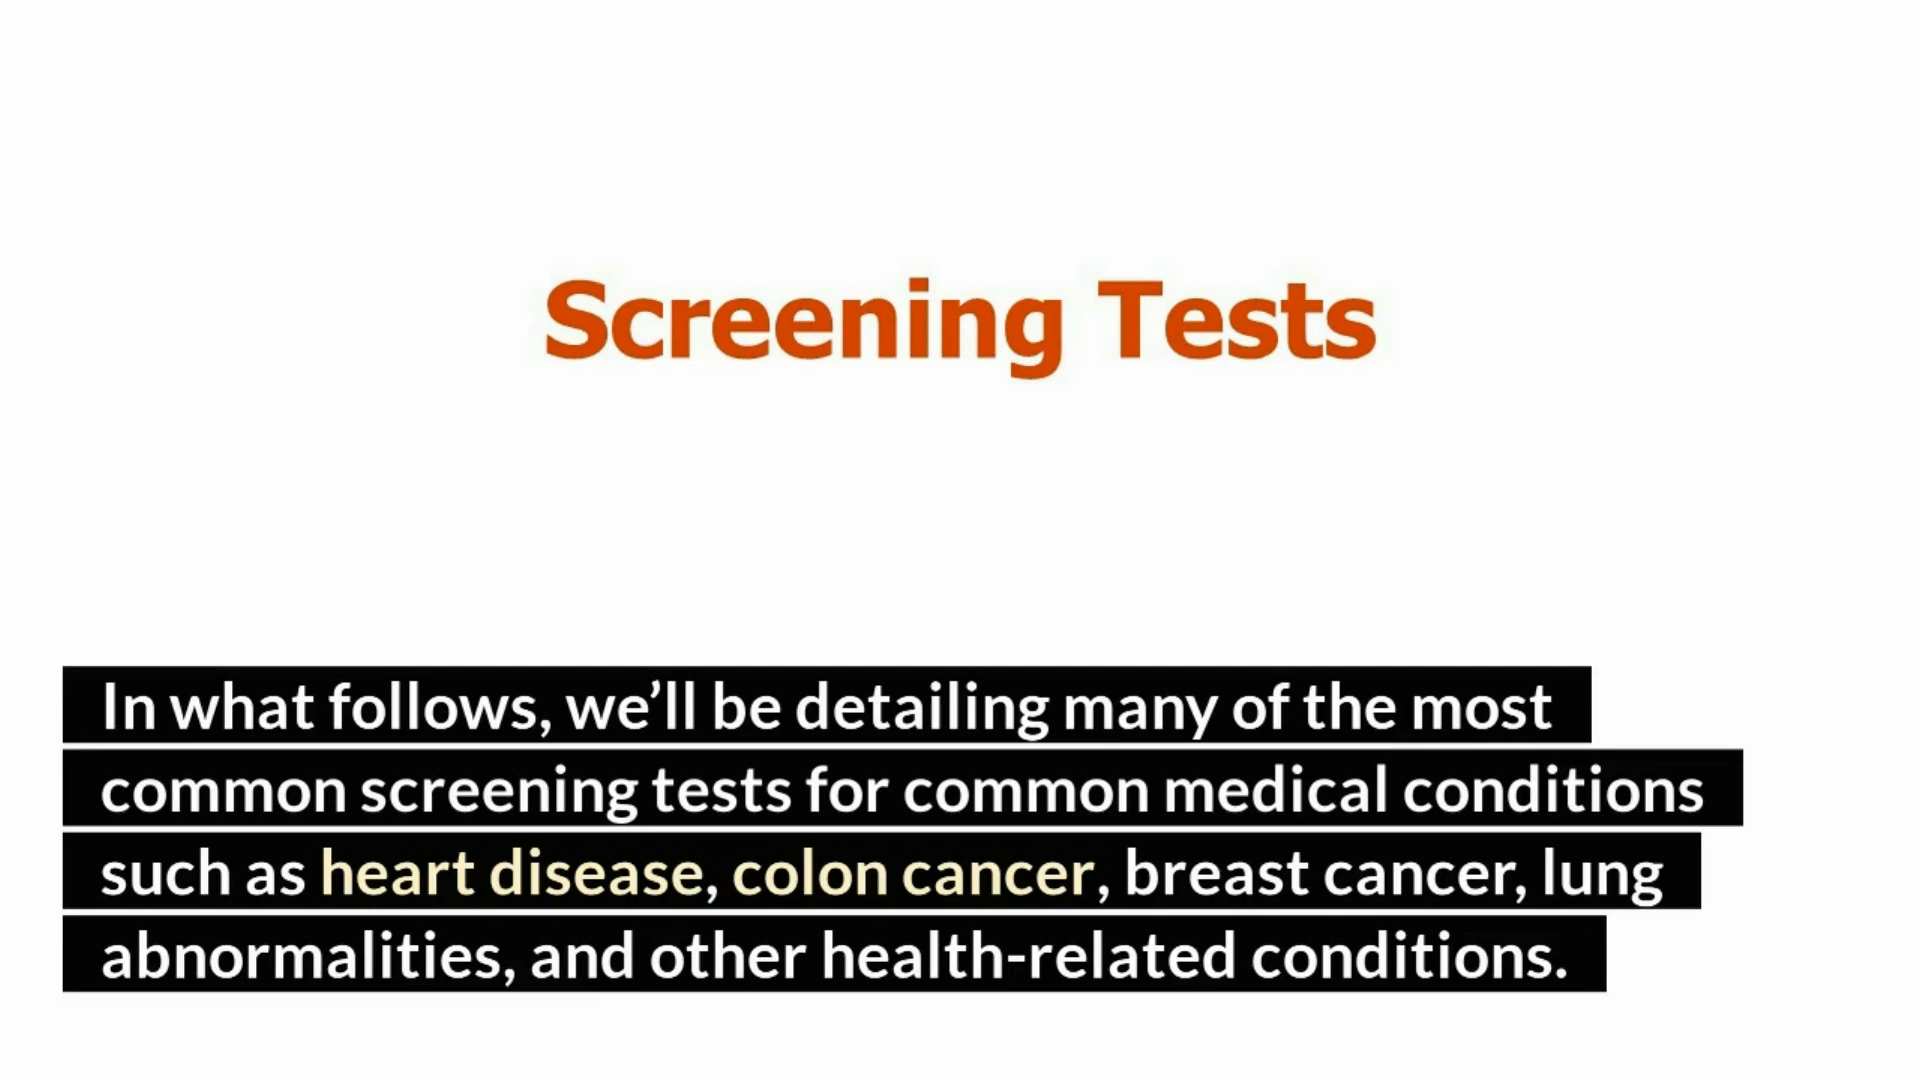 Screening Tests
In what follows, we’ll be detailing many of the most
common screening tests for common medical conditions
such as heart disease, colon cancer, breast cancer, lung
abnormalities, and other health-related conditions.